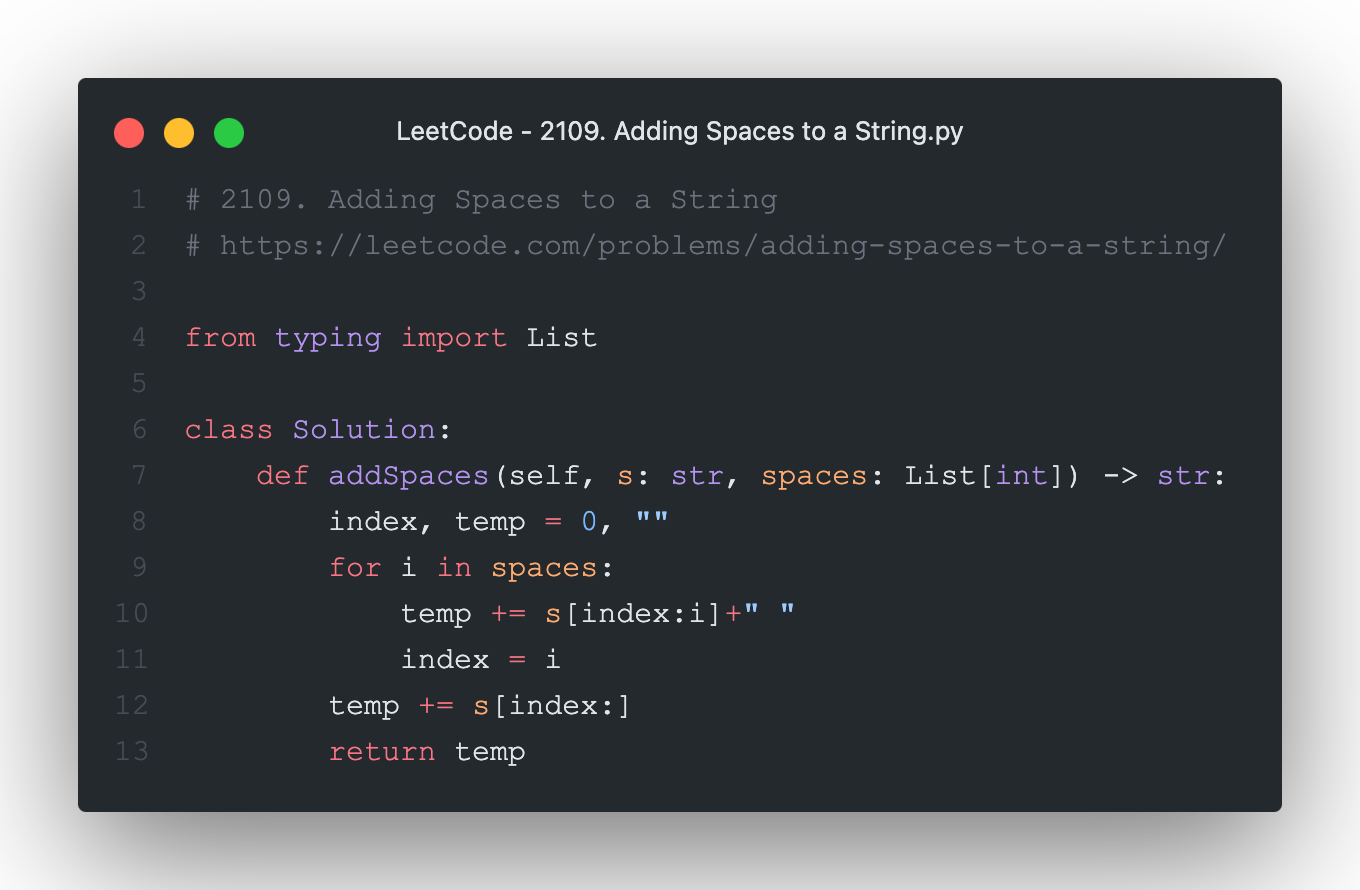 LeetCode - 2109. Adding Spaces to a String.py
1 # 2109. Adding Spaces to a String
2 # https://leetcode.com/problems/adding-spaces-to-a-string/
3
4 from typing import List
5
6 class Solution:
7     def addSpaces(self, s: str, spaces: List[int]) -> str:
8         index, temp = 0, ""
9         for i in spaces:
10             temp += s[index:i]+" "
11             index = i
12         temp += s[index:]
13         return temp